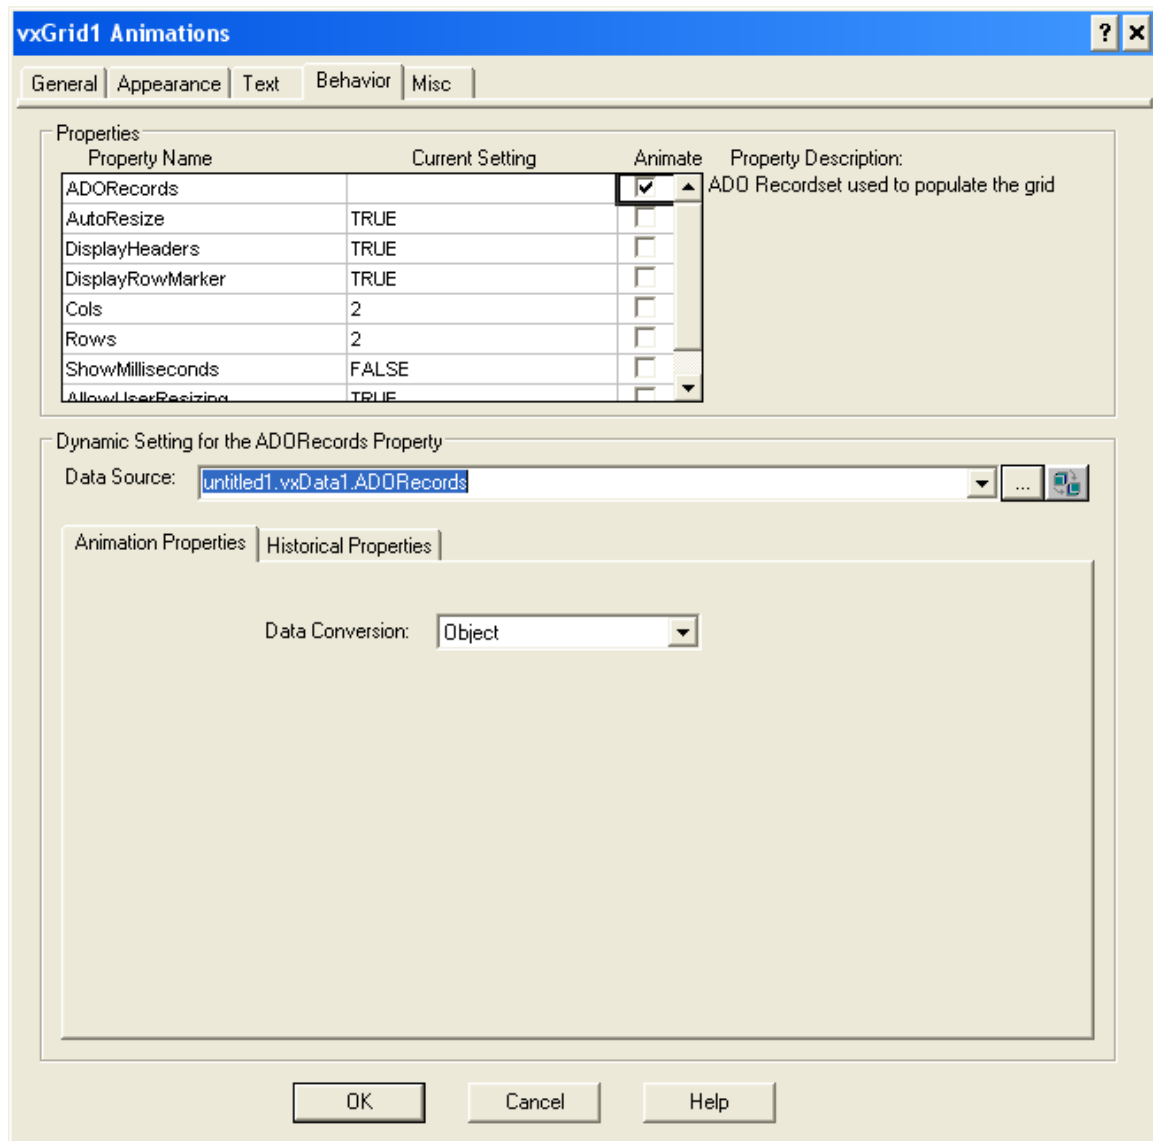 vxGrid1 Animations
General Appearance Text Behavior Misc
Properties
Property Name Current Setting Animate Property Description:
ADORecords ADO Recordset used to populate the grid
AutoResize TRUE
DisplayHeaders TRUE
DisplayRowMarker TRUE
Cols 2
Rows 2
ShowMilliseconds FALSE
AllowUserResizing TRUE
Dynamic Setting for the ADORecords Property
Data Source: untitled1.vxData1.ADORecords ...
Animation Properties Historical Properties
Data Conversion: Object
OK Cancel Help